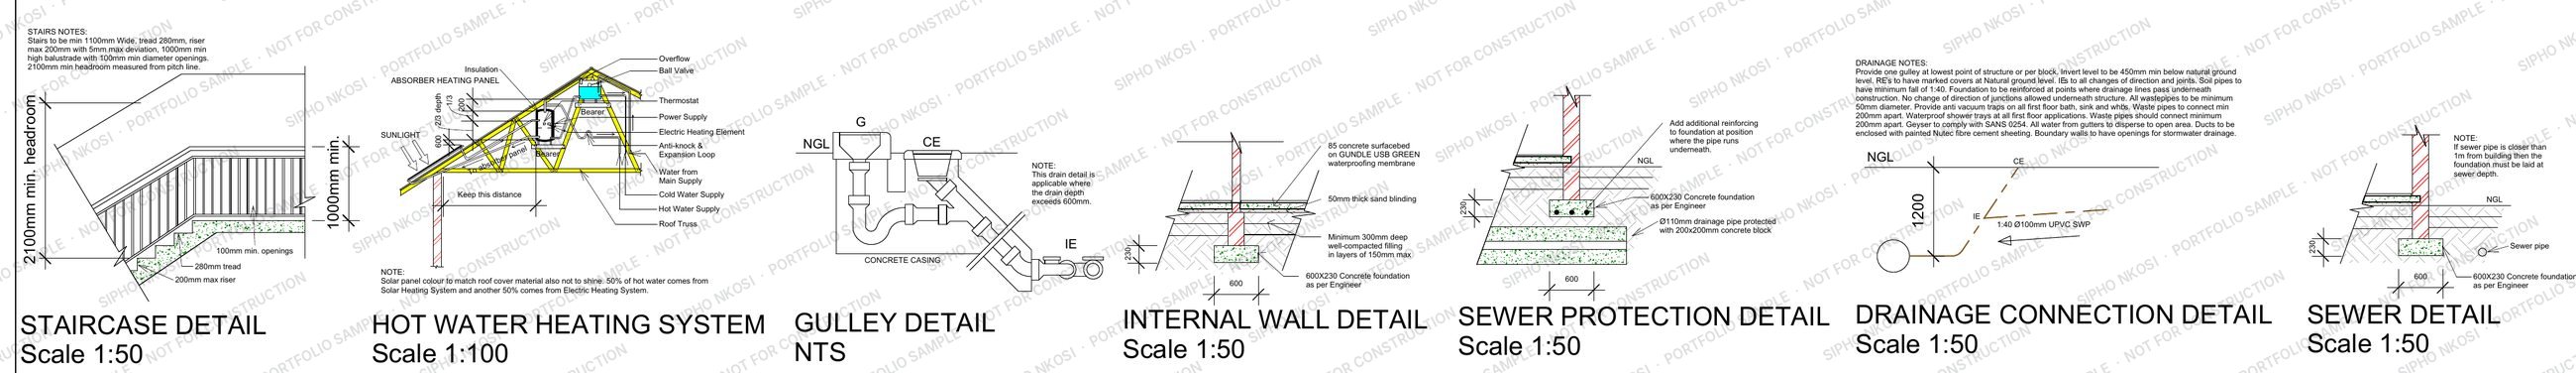 STAIRS NOTES:
Stairs to be min 1100mm Wide, tread 280mm, riser
max 200mm with 5mm max deviation, 1000mm min
high balustrade with 100mm min diameter openings.
2100mm min headroom measured from pitch line.
2100mm min. headroom
1000mm min.
100mm min. openings
280mm tread
200mm max riser
STAIRCASE DETAIL
Scale 1:50
Insulation
ABSORBER HEATING PANEL
SUNLIGHT
2/3 depth
1/3
200
600
To absorber panel
Bearer
Bearer
Keep this distance
Overflow
Ball Valve
Thermostat
Power Supply
Electric Heating Element
Anti-knock &
Expansion Loop
Water from
Main Supply
Cold Water Supply
Hot Water Supply
Roof Truss
NOTE:
Solar panel colour to match roof cover material also not to shine. 50% of hot water comes from
Solar Heating System and another 50% comes from Electric Heating System.
HOT WATER HEATING SYSTEM
Scale 1:100
G
NGL
CE
IE
CONCRETE CASING
NOTE:
This drain detail is
applicable where
the drain depth
exceeds 600mm.
GULLEY DETAIL
NTS
85 concrete surfacebed
on GUNDLE USB GREEN
waterproofing membrane
50mm thick sand blinding
Minimum 300mm deep
well-compacted filling
in layers of 150mm max
600X230 Concrete foundation
as per Engineer
230
600
INTERNAL WALL DETAIL
Scale 1:50
Add additional reinforcing
to foundation at position
where the pipe runs
underneath.
NGL
600X230 Concrete foundation
as per Engineer
Ø110mm drainage pipe protected
with 200x200mm concrete block
230
600
SEWER PROTECTION DETAIL
Scale 1:50
DRAINAGE NOTES:
Provide one gulley at lowest point of structure or per block. Invert level to be 450mm min below natural ground
level. RE's to have marked covers at Natural ground level. IEs to all changes of direction and joints. Soil pipes to
have minimum fall of 1:40. Foundation to be reinforced at points where drainage lines pass underneath
construction. No change of direction of junctions allowed underneath structure. All wastepipes to be minimum
50mm diameter. Provide anti vacuum traps on all first floor bath, sink and whbs. Waste pipes to connect min
200mm apart. Waterproof shower trays at all first floor applications. Waste pipes should connect minimum
200mm apart. Geyser to comply with SANS 0254. All water from gutters to disperse to open area. Ducts to be
enclosed with painted Nutec fibre cement sheeting. Boundary walls to have openings for stormwater drainage.
NGL
CE
1200
IE
1:40 Ø100mm UPVC SWP
DRAINAGE CONNECTION DETAIL
Scale 1:50
NOTE:
If sewer pipe is closer than
1m from building then the
foundation must be laid at
sewer depth.
NGL
Sewer pipe
600X230 Concrete foundation
as per Engineer
230
600
SEWER DETAIL
Scale 1:50
SIPHO NKOSI · PORTFOLIO SAMPLE · NOT FOR CONSTRUCTION